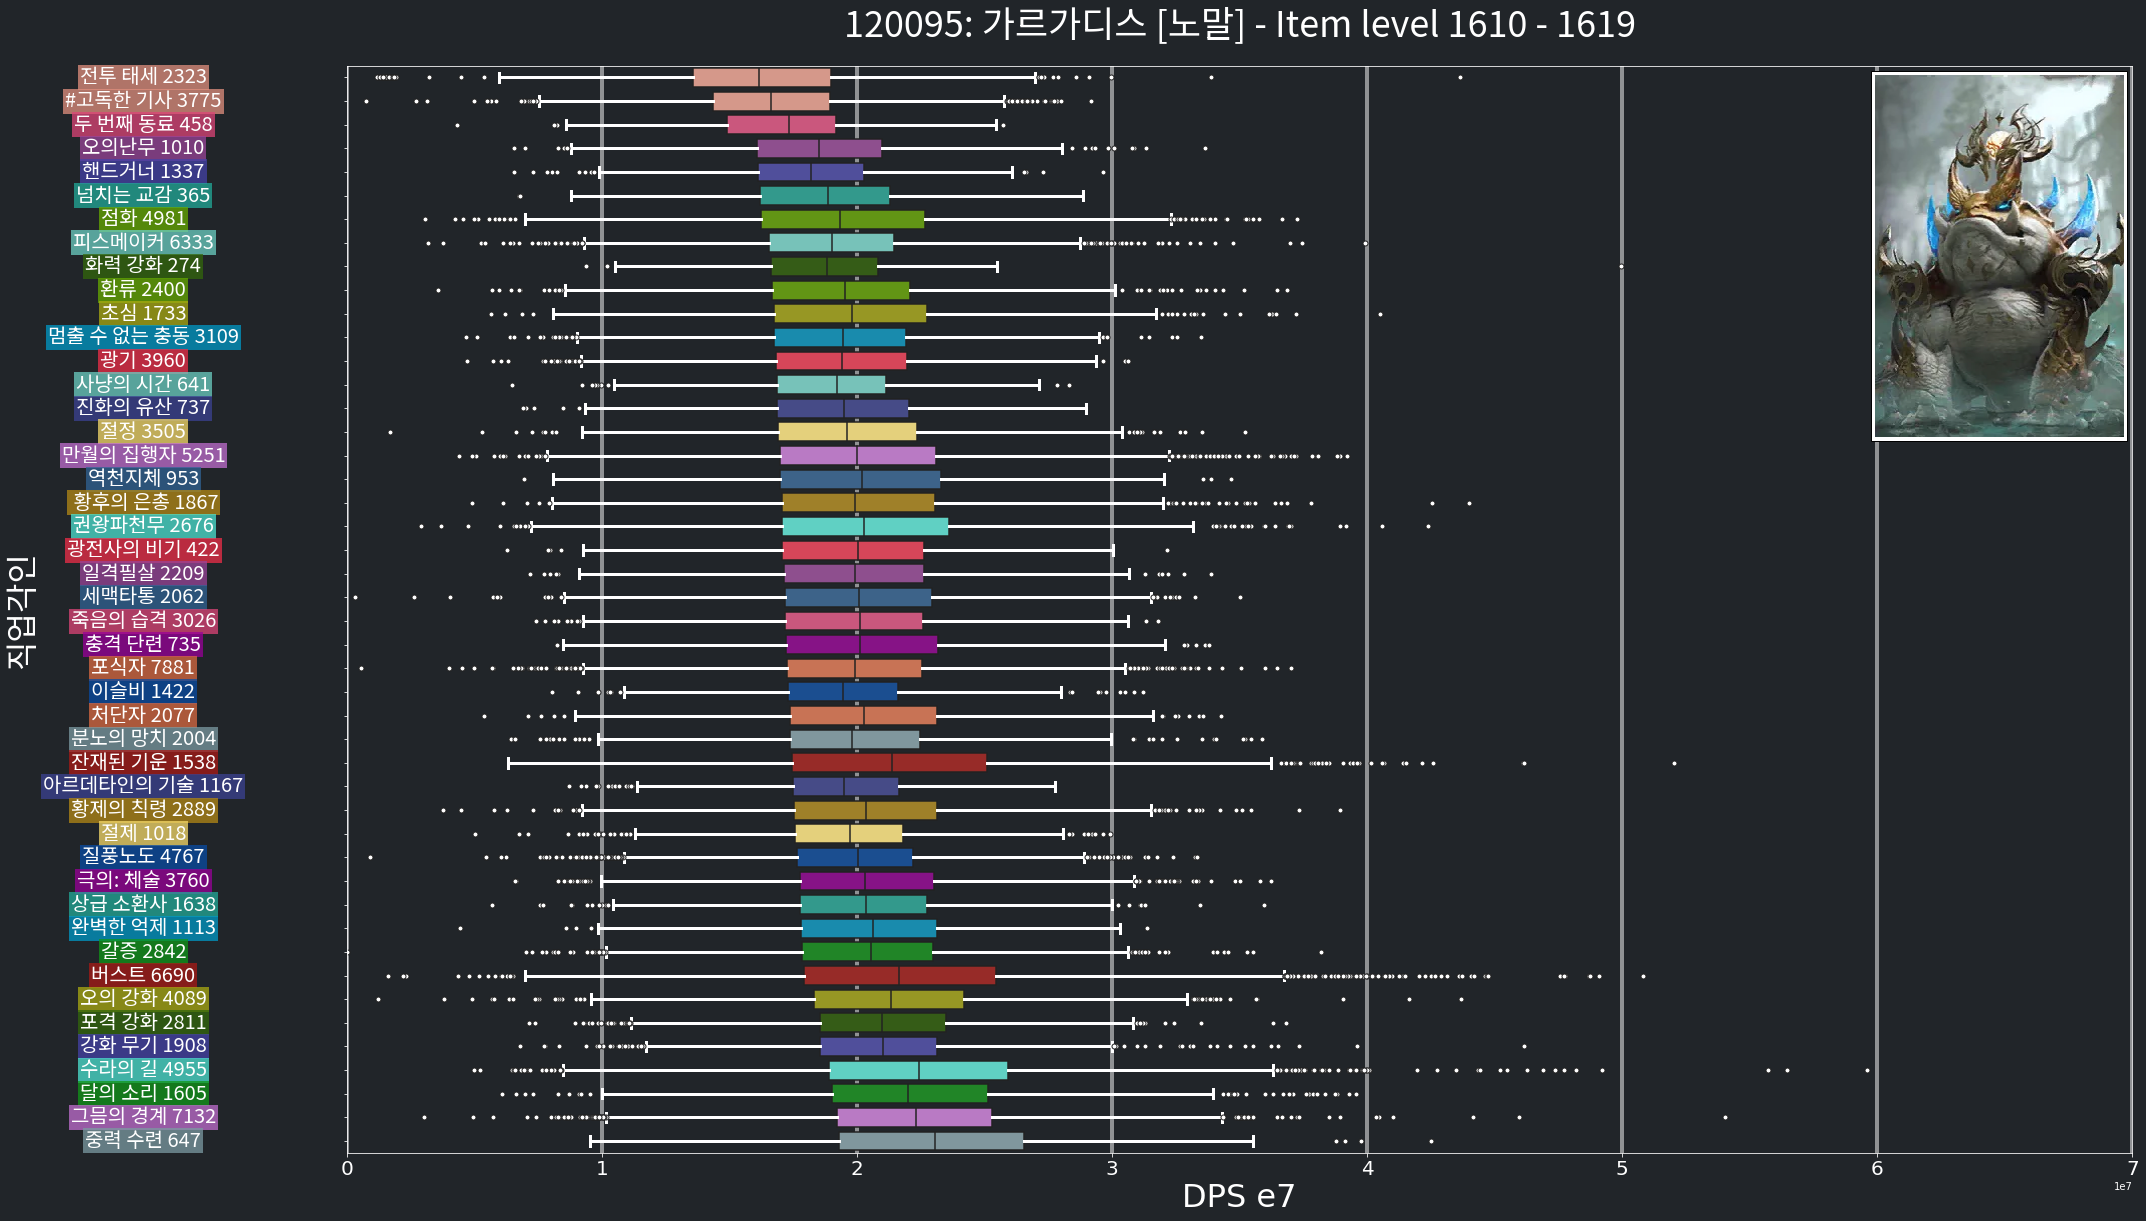 120095: 가르가디스 [노말] - Item level 1610 - 1619
전투 태세 2323
#고독한 기사 3775
두 번째 동료 458
오의난무 1010
핸드거너 1337
넘치는 교감 365
점화 4981
피스메이커 6333
화력 강화 274
환류 2400
초심 1733
멈출 수 없는 충동 3109
광기 3960
사냥의 시간 641
진화의 유산 737
절정 3505
만월의 집행자 5251
역천지체 953
황후의 은총 1867
권왕파천무 2676
광전사의 비기 422
일격필살 2209
세맥타통 2062
죽음의 습격 3026
충격 단련 735
포식자 7881
이슬비 1422
처단자 2077
분노의 망치 2004
잔재된 기운 1538
아르데타인의 기술 1167
황제의 칙령 2889
절제 1018
질풍노도 4767
극의: 체술 3760
상급 소환사 1638
완벽한 억제 1113
갈증 2842
버스트 6690
오의 강화 4089
포격 강화 2811
강화 무기 1908
수라의 길 4955
달의 소리 1605
그믐의 경계 7132
중력 수련 647
직업각인
0 1 2 3 4 5 6 7
DPS e7
1e7